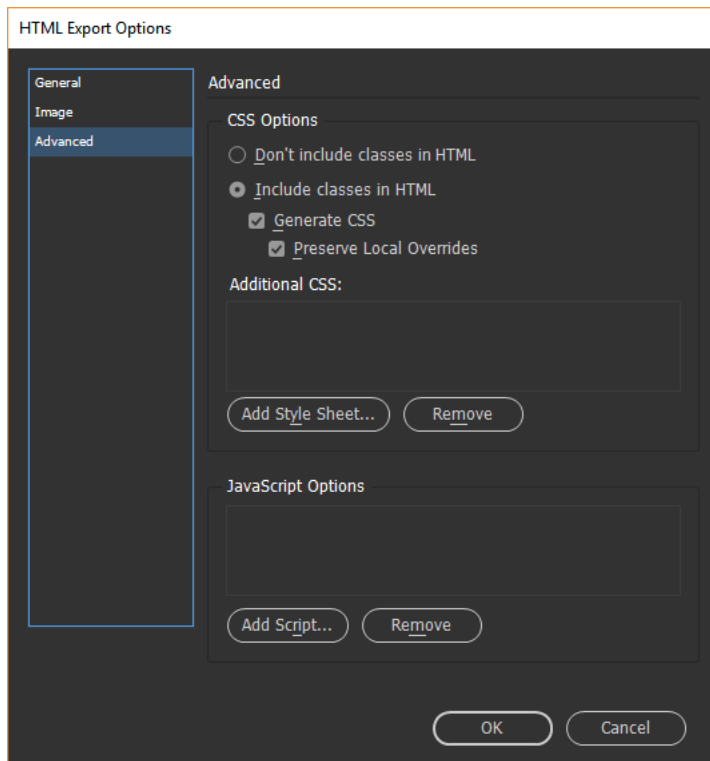 HTML Export Options
General
Image
Advanced
Advanced
CSS Options
Don't include classes in HTML
Include classes in HTML
Generate CSS
Preserve Local Overrides
Additional CSS:
Add Style Sheet... Remove
JavaScript Options
Add Script... Remove
OK Cancel